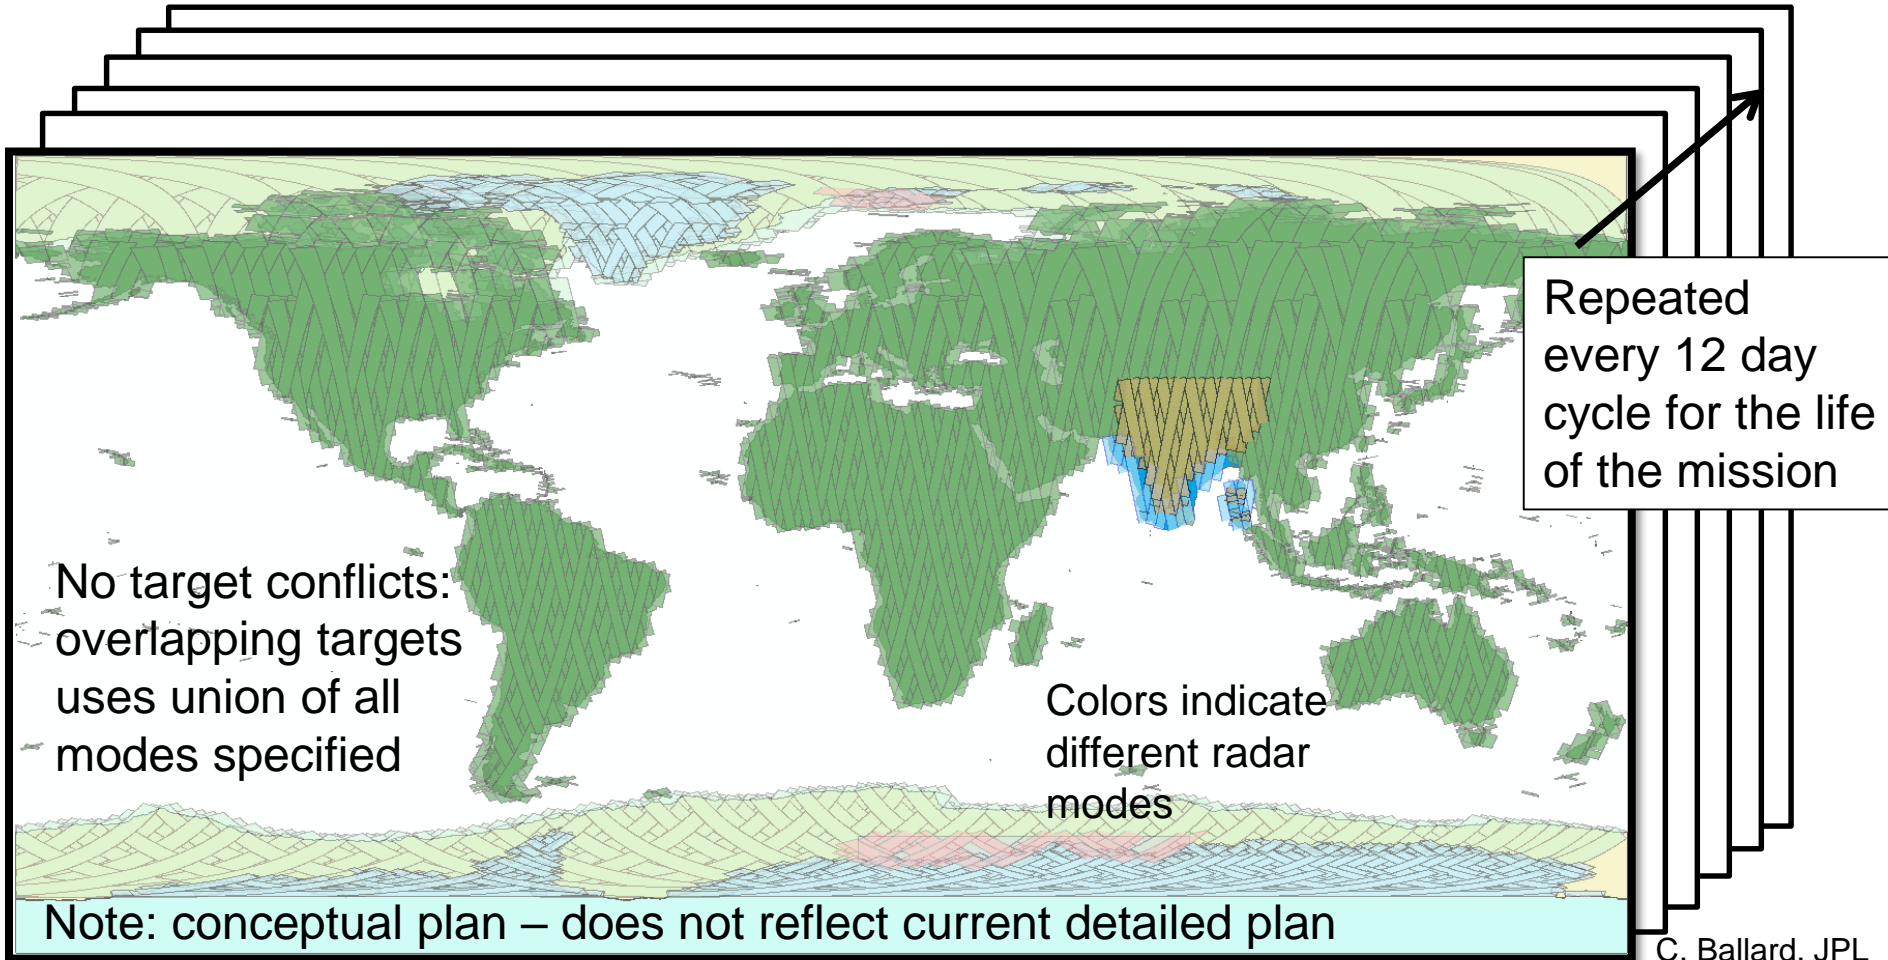 Repeated
every 12 day
cycle for the life
of the mission
No target conflicts:
overlapping targets
uses union of all
modes specified
Colors indicate
different radar
modes
Note: conceptual plan – does not reflect current detailed plan
C. Ballard, JPL